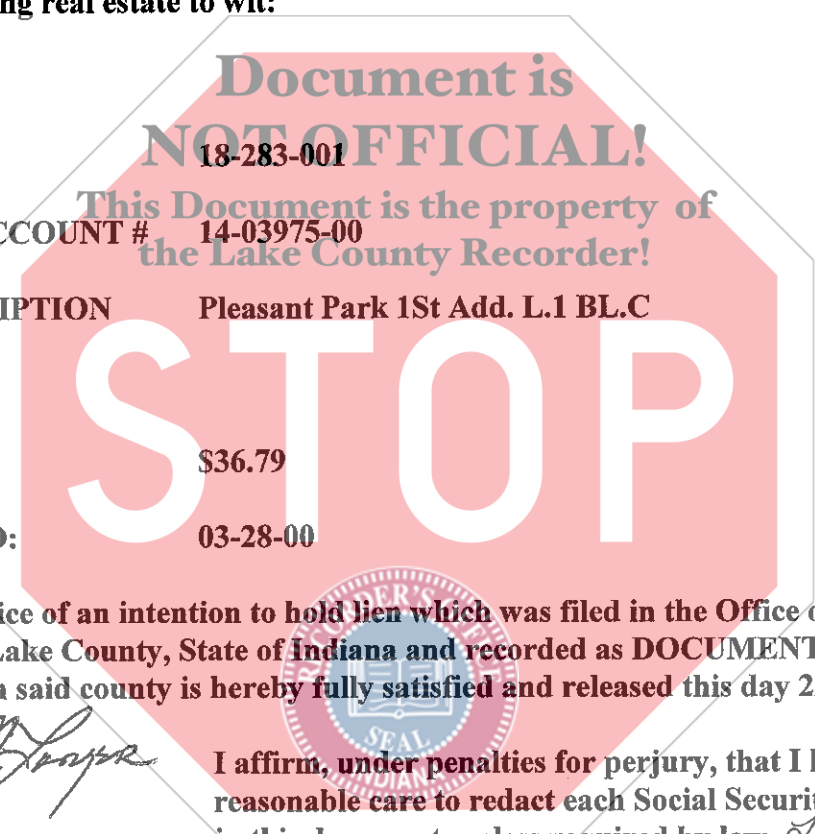 ng real estate to wit:
Document is
NOT OFFICIAL!
18-283-001
This Document is the property of
CCOUNT # 14-03975-00
the Lake County Recorder!
IPTION Pleasant Park 1St Add. L.1 BL.C
STOP
$36.79
03-28-00
ice of an intention to hold lien which was filed in the Office o
Lake County, State of Indiana and recorded as DOCUMENT
said county is hereby fully satisfied and released this day 2
RECORDER'S OFFICE
SEAL
INDIANA
I affirm, under penalties for perjury, that I
reasonable care to redact each Social Securit